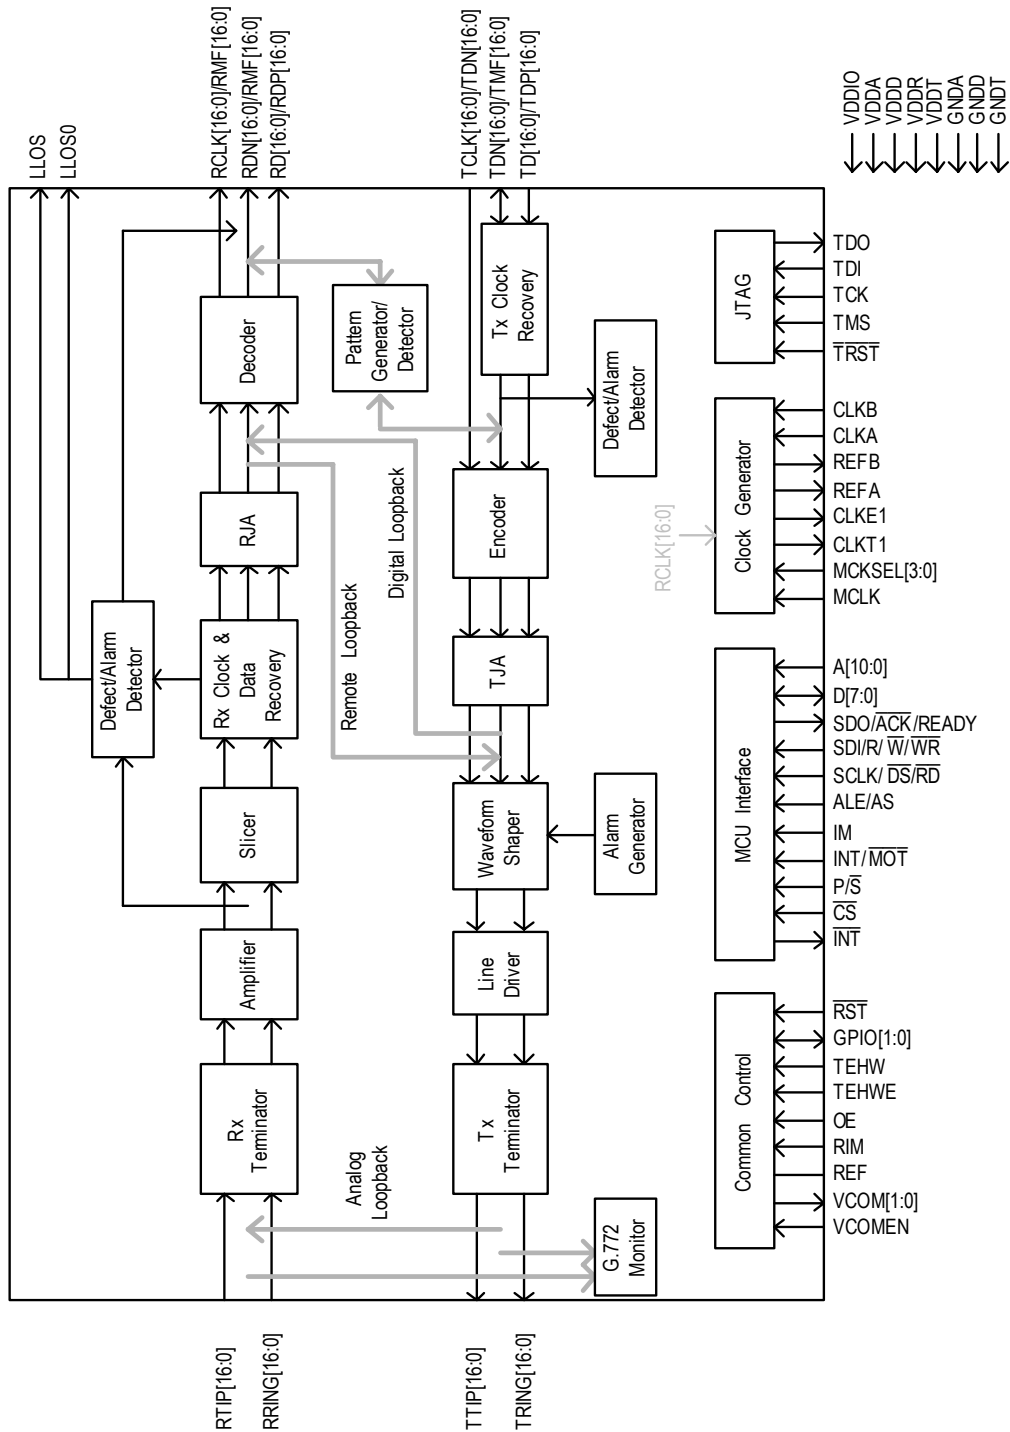 LLOS
LLOS0
RCLK[16:0]/RMF[16:0]
RDN[16:0]/RMF[16:0]
RD[16:0]/RDP[16:0]
TCLK[16:0]/TDN[16:0]
TDN[16:0]/TMF[16:0]
TD[16:0]/TDP[16:0]
VDDIO
VDDA
VDDD
VDDR
VDDT
GNDA
GNDD
GNDT
Decoder
Pattern
Generator/
Detector
Tx Clock
Recovery
Defect/Alarm
Detector
JTAG
TDO
TDI
TCK
TMS
TRST
RJA
Encoder
Digital Loopback
Remote Loopback
RCLK[16:0]
Clock Generator
CLKB
CLKA
REFB
REFA
CLKE1
CLKT1
MCKSEL[3:0]
MCLK
Defect/Alarm
Detector
Rx Clock &
Data
Recovery
TJA
Slicer
Waveform
Shaper
Alarm
Generator
MCU Interface
A[10:0]
D[7:0]
SDO/ACK/READY
SDI/R/ W/WR
SCLK/ DS/RD
ALE/AS
IM
INT/MOT
P/S
CS
INT
Amplifier
Line
Driver
Rx
Terminator
Tx
Terminator
Analog
Loopback
G.772
Monitor
Common Control
RST
GPIO[1:0]
TEHW
TEHWE
OE
RIM
REF
VCOM[1:0]
VCOMEN
RTIP[16:0]
RRING[16:0]
TTIP[16:0]
TRING[16:0]